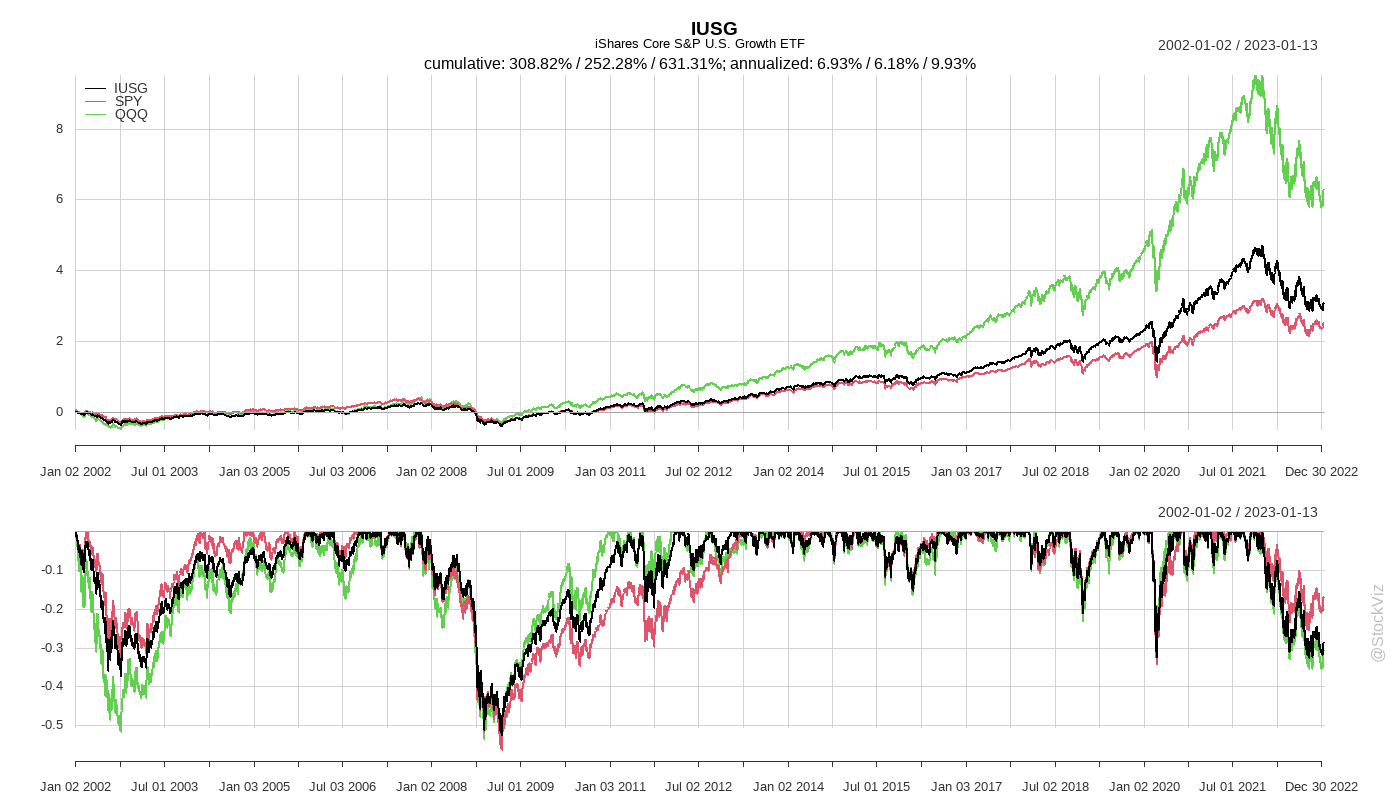 IUSG
iShares Core S&P U.S. Growth ETF
2002-01-02 / 2023-01-13
cumulative: 308.82% / 252.28% / 631.31%; annualized: 6.93% / 6.18% / 9.93%
IUSG
SPY
QQQ
8
6
4
2
0
Jan 02 2002 Jul 01 2003 Jan 03 2005 Jul 03 2006 Jan 02 2008 Jul 01 2009 Jan 03 2011 Jul 02 2012 Jan 02 2014 Jul 01 2015 Jan 03 2017 Jul 02 2018 Jan 02 2020 Jul 01 2021 Dec 30 2022
2002-01-02 / 2023-01-13
-0.1
-0.2
-0.3
-0.4
-0.5
Jan 02 2002 Jul 01 2003 Jan 03 2005 Jul 03 2006 Jan 02 2008 Jul 01 2009 Jan 03 2011 Jul 02 2012 Jan 02 2014 Jul 01 2015 Jan 03 2017 Jul 02 2018 Jan 02 2020 Jul 01 2021 Dec 30 2022
@StockViz